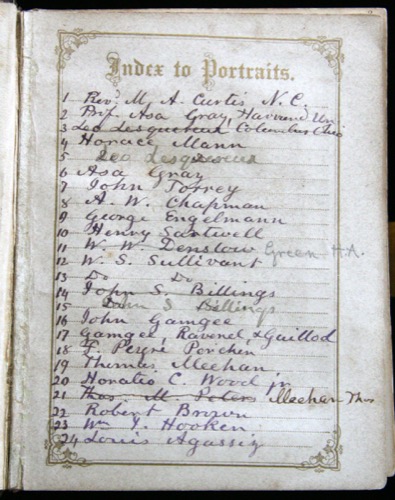 Index to Portraits.
1 Revd M. A. Curtis N. C.
2 Prof Asa Gray, Harvard Uni
3 Leo Lesquereux, Columbus Ohio
4 Horace Mann
5 Leo Lesquereux
6 Asa Gray
7 John Torrey
8 A. W. Chapman
9 George Engelmann
10 Henry Sartwell
11 W. W. Denslow Green H.A.
12 W. S. Sullivant
13 Do Do
14 John S. Billings
15 John S Billings
16 John Gamgee
17 Gamgee, Ravenel, & Gaillod
18 F. Peyre Porcher
19 Thomas Meehan
20 Horatio C. Wood jr
21 Thos. M. Peters Meehan Thos
22 Robert Brown
23 Wm J. Hooker
24 Louis Agassiz